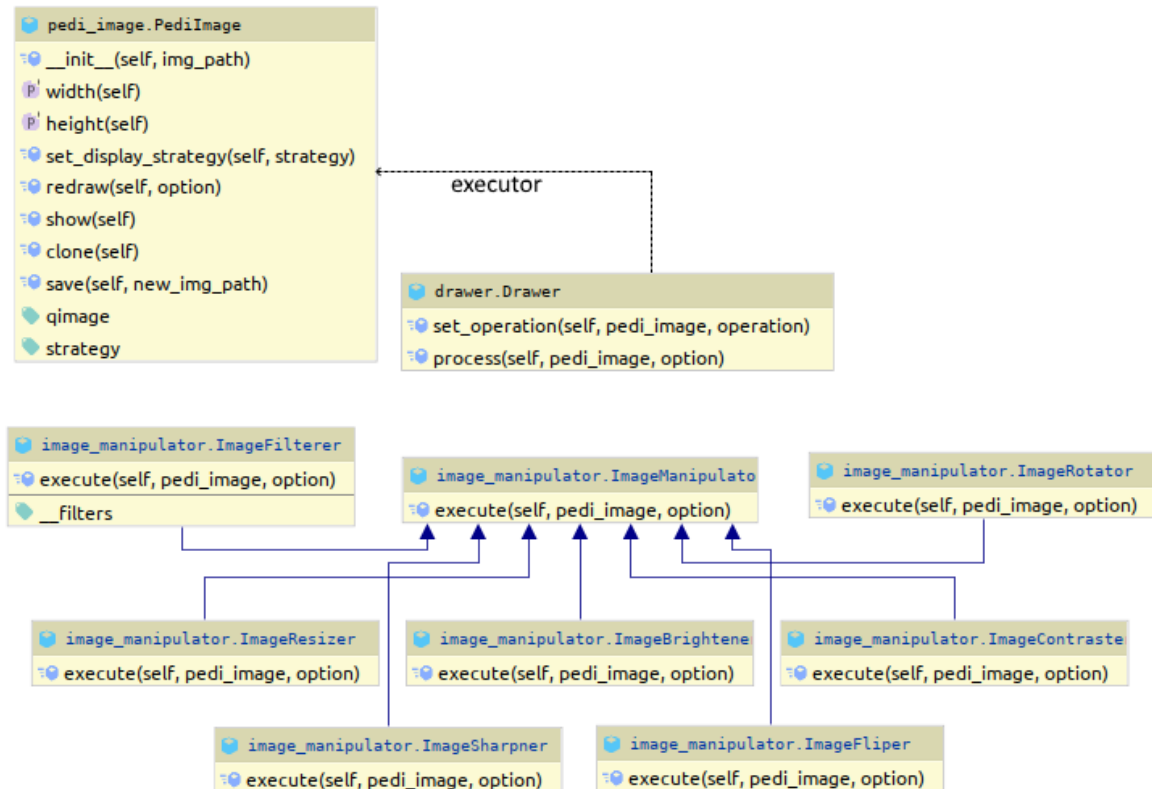 pedi_image.PediImage
__init__(self, img_path)
width(self)
height(self)
set_display_strategy(self, strategy)
redraw(self, option)
show(self)
clone(self)
save(self, new_img_path)
qimage
strategy
executor
drawer.Drawer
set_operation(self, pedi_image, operation)
process(self, pedi_image, option)
image_manipulator.ImageFilterer
execute(self, pedi_image, option)
__filters
image_manipulator.ImageManipulato
execute(self, pedi_image, option)
image_manipulator.ImageRotator
execute(self, pedi_image, option)
image_manipulator.ImageResizer
execute(self, pedi_image, option)
image_manipulator.ImageBrightene
execute(self, pedi_image, option)
image_manipulator.ImageContraste
execute(self, pedi_image, option)
image_manipulator.ImageSharpner
execute(self, pedi_image, option)
image_manipulator.ImageFliper
execute(self, pedi_image, option)